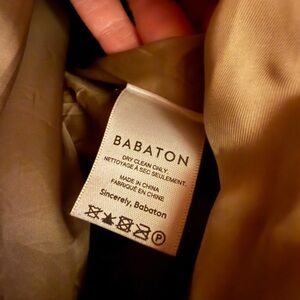 BABATON
DRY CLEAN ONLY.
NETTOYAGE À SEC SEULEMENT.
MADE IN CHINA
FABRIQUÉ EN CHINE
Sincerely, Babaton
P